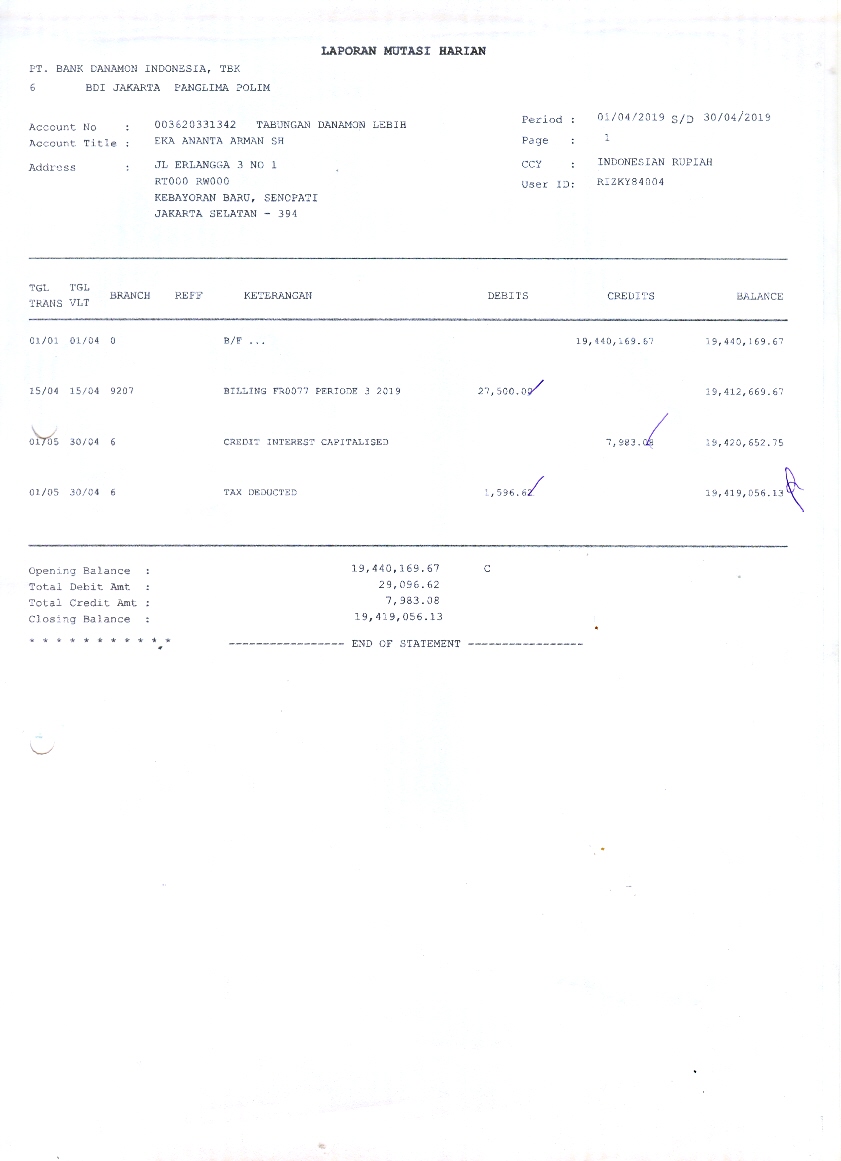 LAPORAN MUTASI HARIAN
PT. BANK DANAMON INDONESIA, TBK
6 BDI JAKARTA PANGLIMA POLIM
Account No : 003620331342 TABUNGAN DANAMON LEBIH Period : 01/04/2019 S/D 30/04/2019
Account Title : EKA ANANTA ARMAN SH Page : 1
Address : JL ERLANGGA 3 NO 1 CCY : INDONESIAN RUPIAH
RT000 RW000 User ID: RIZKY84004
KEBAYORAN BARU, SENOPATI
JAKARTA SELATAN - 394
TGL TGL BRANCH REFF KETERANGAN DEBITS CREDITS BALANCE
TRANS VLT
01/01 01/04 0 B/F ... 19,440,169.67 19,440,169.67
15/04 15/04 9207 BILLING FR0077 PERIODE 3 2019 27,500.00 19,412,669.67
01/05 30/04 6 CREDIT INTEREST CAPITALISED 7,983.08 19,420,652.75
01/05 30/04 6 TAX DEDUCTED 1,596.62 19,419,056.13
Opening Balance : 19,440,169.67 C
Total Debit Amt : 29,096.62
Total Credit Amt : 7,983.08
Closing Balance : 19,419,056.13
* * * * * * * * * * * ----------------- END OF STATEMENT -----------------